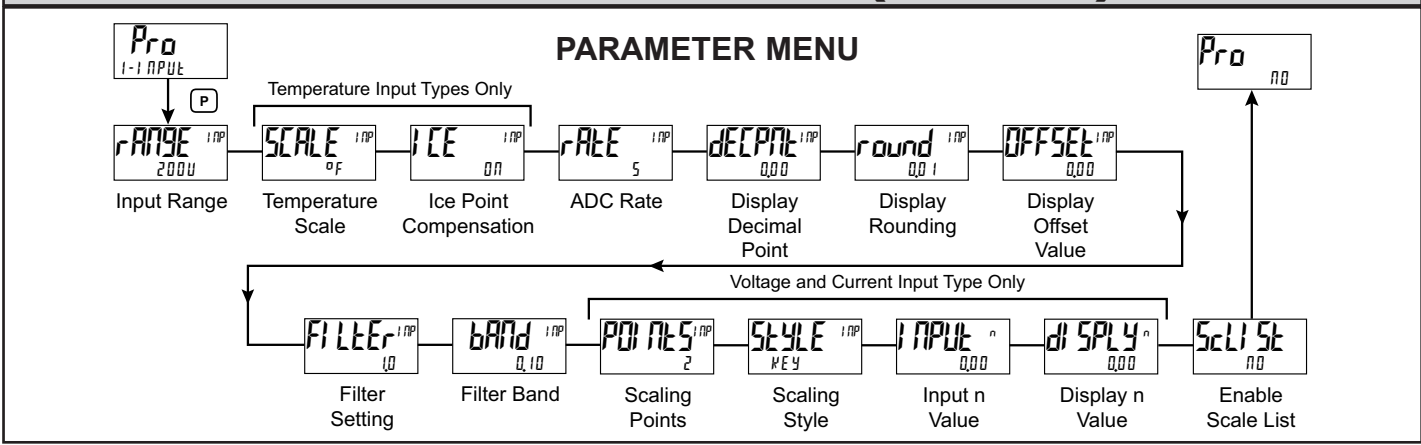 PARAMETER MENU
Pro
1-INPUt
P
Pro
NO
Temperature Input Types Only
rANGE INP
200U
SCALE INP
°F
ICE INP
ON
rAtE INP
5
dECPNt INP
0.00
round INP
0.01
OFFSEt INP
0.00
Input Range
Temperature
Scale
Ice Point
Compensation
ADC Rate
Display
Decimal
Point
Display
Rounding
Display
Offset
Value
Voltage and Current Input Type Only
FILtEr INP
1.0
bANd INP
0.10
POINtS INP
2
StYLE INP
KEY
INPUt n
0.00
dISPLY n
0.00
ScLISt
NO
Filter
Setting
Filter Band
Scaling
Points
Scaling
Style
Input n
Value
Display n
Value
Enable
Scale List